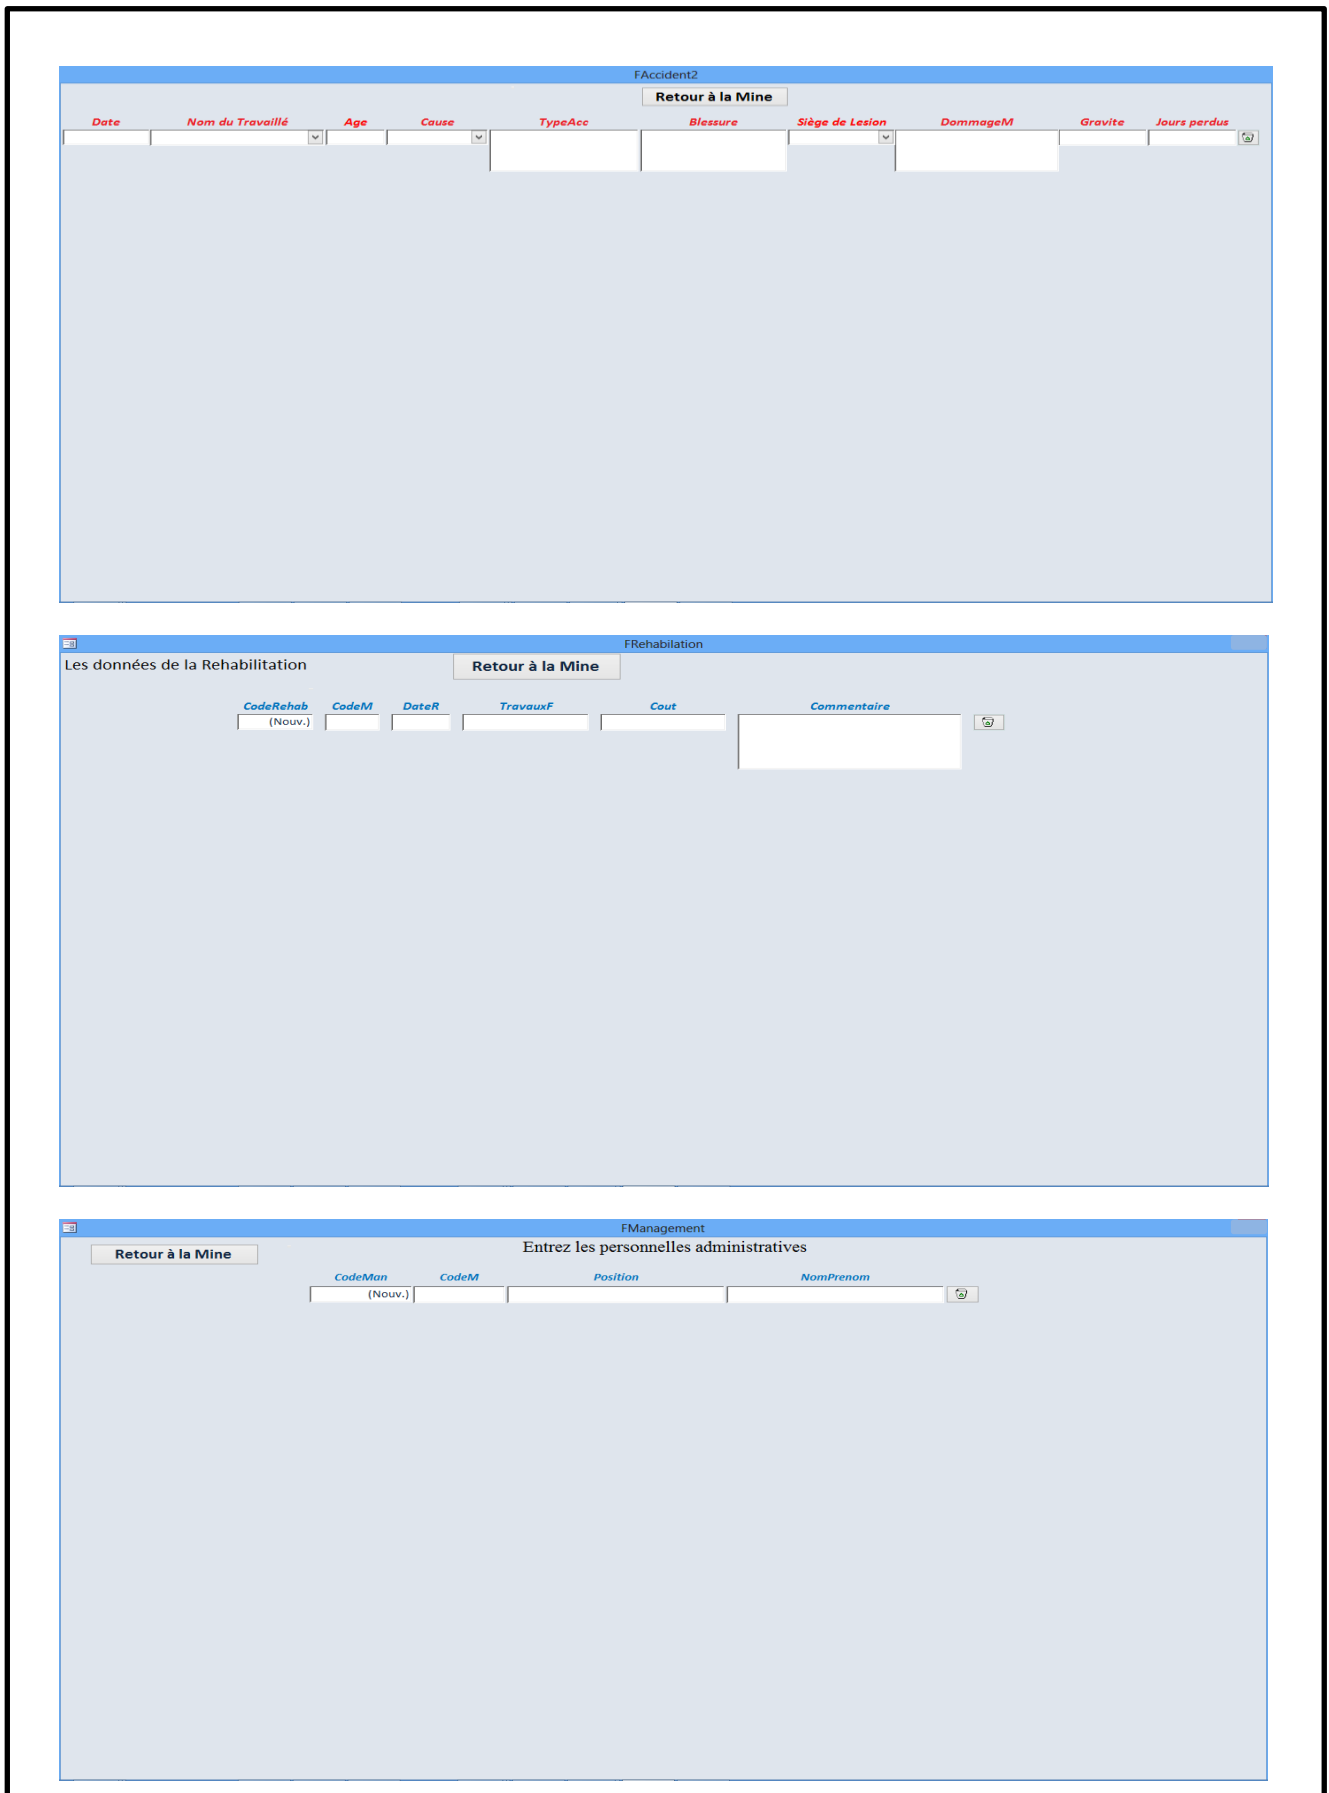 FAccident2
Retour à la Mine
Date Nom du Travaillé Age Cause TypeAcc Blessure Siège de Lesion DommageM Gravite Jours perdus
FRehabilation
Les données de la Rehabilitation Retour à la Mine
CodeRehab CodeM DateR TravauxF Cout Commentaire
(Nouv.)
FManagement
Retour à la Mine Entrez les personnelles administratives
CodeMan CodeM Position NomPrenom
(Nouv.)